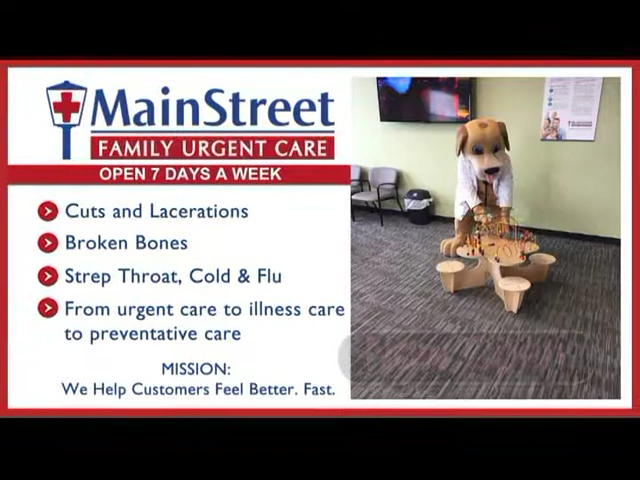 MainStreet
FAMILY URGENT CARE
OPEN 7 DAYS A WEEK
Cuts and Lacerations
Broken Bones
Strep Throat, Cold & Flu
From urgent care to illness care
to preventative care
MISSION:
We Help Customers Feel Better. Fast.